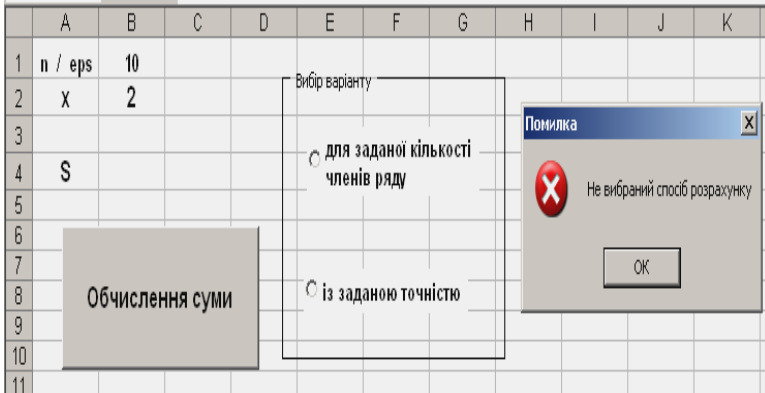 A B C D E F G H I J K
1 n / eps 10
Вибір варіанту
2 x 2
Помилка
3
для заданої кількості
4 S
членів ряду
Не вибраний спосіб розрахунку
5
6
7
ОК
8
Обчислення суми
із заданою точністю
9
10
11